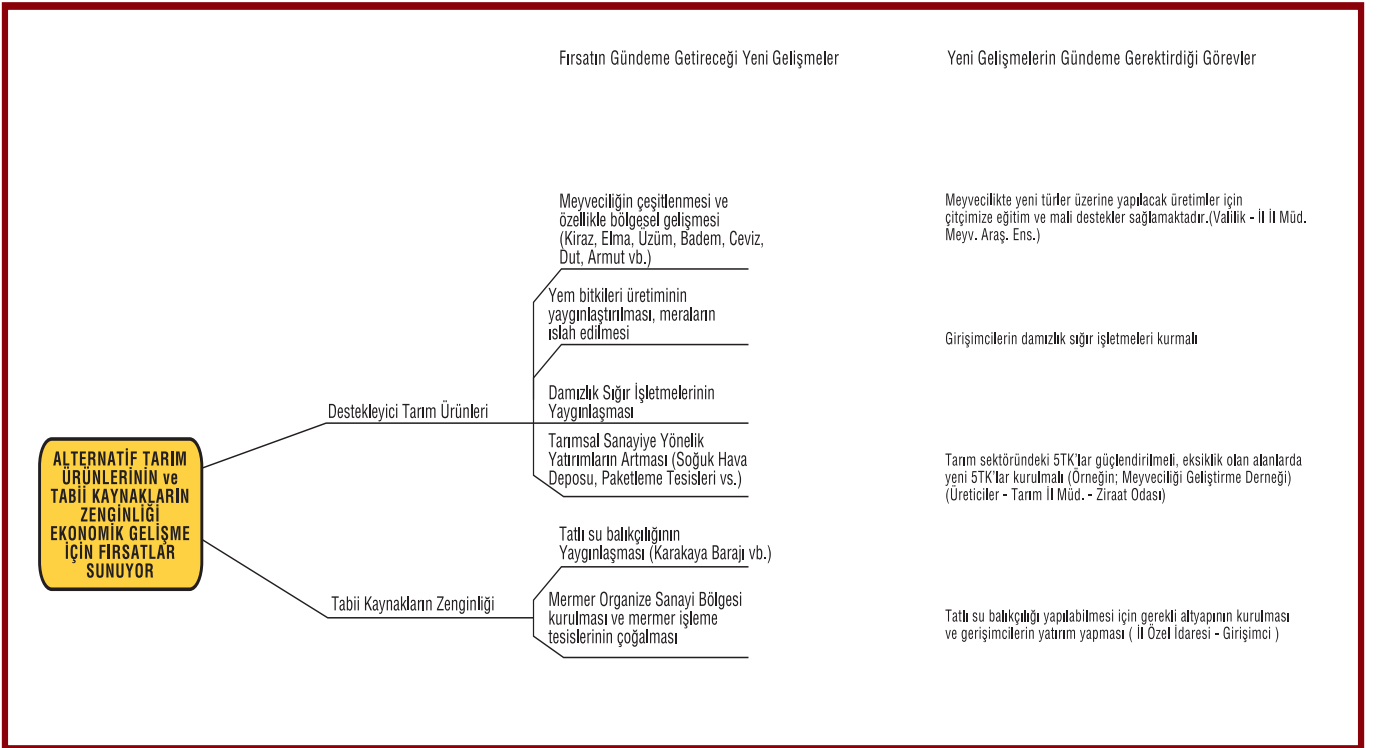 Fırsatın Gündeme Getireceği Yeni Gelişmeler
Yeni Gelişmelerin Gündeme Gerektirdiği Görevler
ALTERNATİF TARIM
ÜRÜNLERİNİN ve
TABİİ KAYNAKLARIN
ZENGİNLİĞİ
EKONOMİK GELİŞME
İÇİN FIRSATLAR
SUNUYOR
Destekleyici Tarım Ürünleri
Meyveciliğin çeşitlenmesi ve
özellikle bölgesel gelişmesi
(Kiraz, Elma, Üzüm, Badem, Ceviz,
Dut, Armut vb.)
Meyvecilikte yeni türler üzerine yapılacak üretimler için
çitçimize eğitim ve mali destekler sağlamaktadır.(Valilik - İl İl Müd.
Meyv. Araş. Ens.)
Yem bitkileri üretiminin
yaygınlaştırılması, meraların
ıslah edilmesi
Girişimcilerin damızlık sığır işletmeleri kurmalı
Damızlık Sığır İşletmelerinin
Yaygınlaşması
Tarımsal Sanayiye Yönelik
Yatırımların Artması (Soğuk Hava
Deposu, Paketleme Tesisleri vs.)
Tarım sektöründeki 5TK'lar güçlendirilmeli, eksiklik olan alanlarda
yeni 5TK'lar kurulmalı (Örneğin; Meyveciliği Geliştirme Derneği)
(Üreticiler - Tarım İl Müd. - Ziraat Odası)
Tabii Kaynakların Zenginliği
Tatlı su balıkçılığının
Yaygınlaşması (Karakaya Barajı vb.)
Mermer Organize Sanayi Bölgesi
kurulması ve mermer işleme
tesislerinin çoğalması
Tatlı su balıkçılığı yapılabilmesi için gerekli altyapının kurulması
ve gerişimcilerin yatırım yapması ( İl Özel İdaresi - Girişimci )